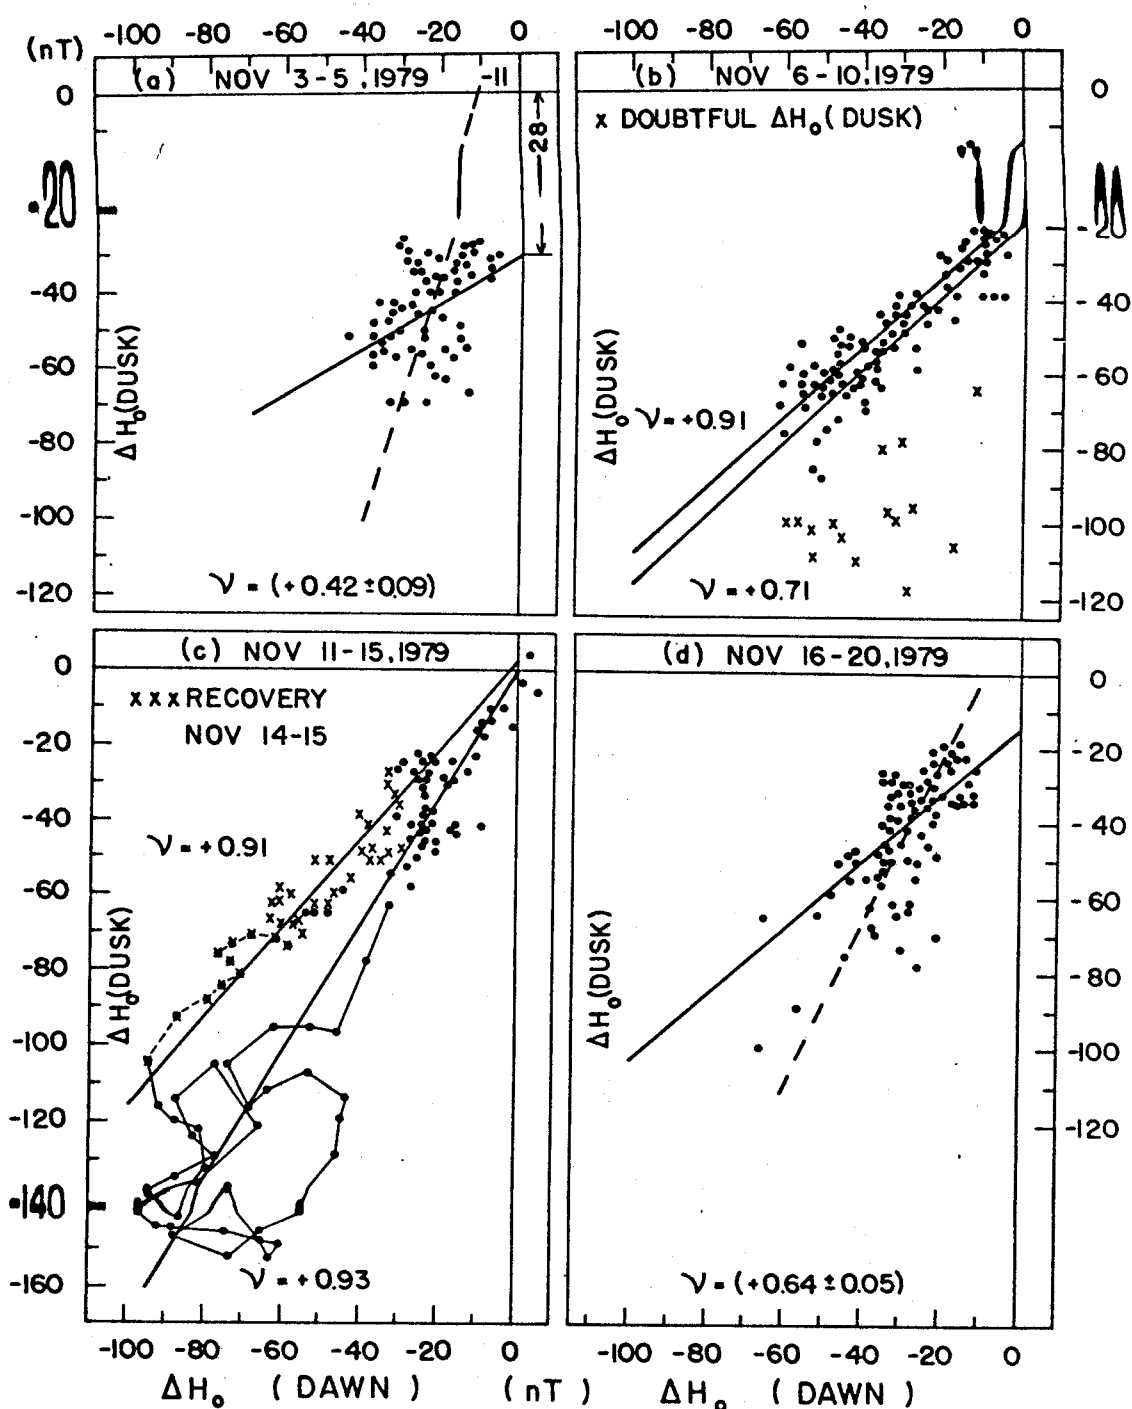 -100 -80 -60 -40 -20 0
-100 -80 -60 -40 -20 0
(nT)
(a) NOV 3-5, 1979 -11
(b) NOV 6-10, 1979
0
-20
-40
-60
-80
-100
-120
ΔH₀(DUSK)
28
ν = (+0.42 ± 0.09)
x DOUBTFUL ΔH₀(DUSK)
ΔH₀(DUSK)
ν = +0.91
ν = +0.71
0
-20
-40
-60
-80
-100
-120
(c) NOV 11-15, 1979
(d) NOV 16-20, 1979
0
-20
-40
-60
-80
-100
-120
-140
-160
ΔH₀(DUSK)
x x x RECOVERY
NOV 14-15
ν = +0.91
ν = +0.93
ΔH₀(DUSK)
ν = (+0.64 ± 0.05)
0
-20
-40
-60
-80
-100
-120
-100 -80 -60 -40 -20 0
-100 -80 -60 -40 -20 0
ΔH₀ (DAWN) (nT) ΔH₀ (DAWN)